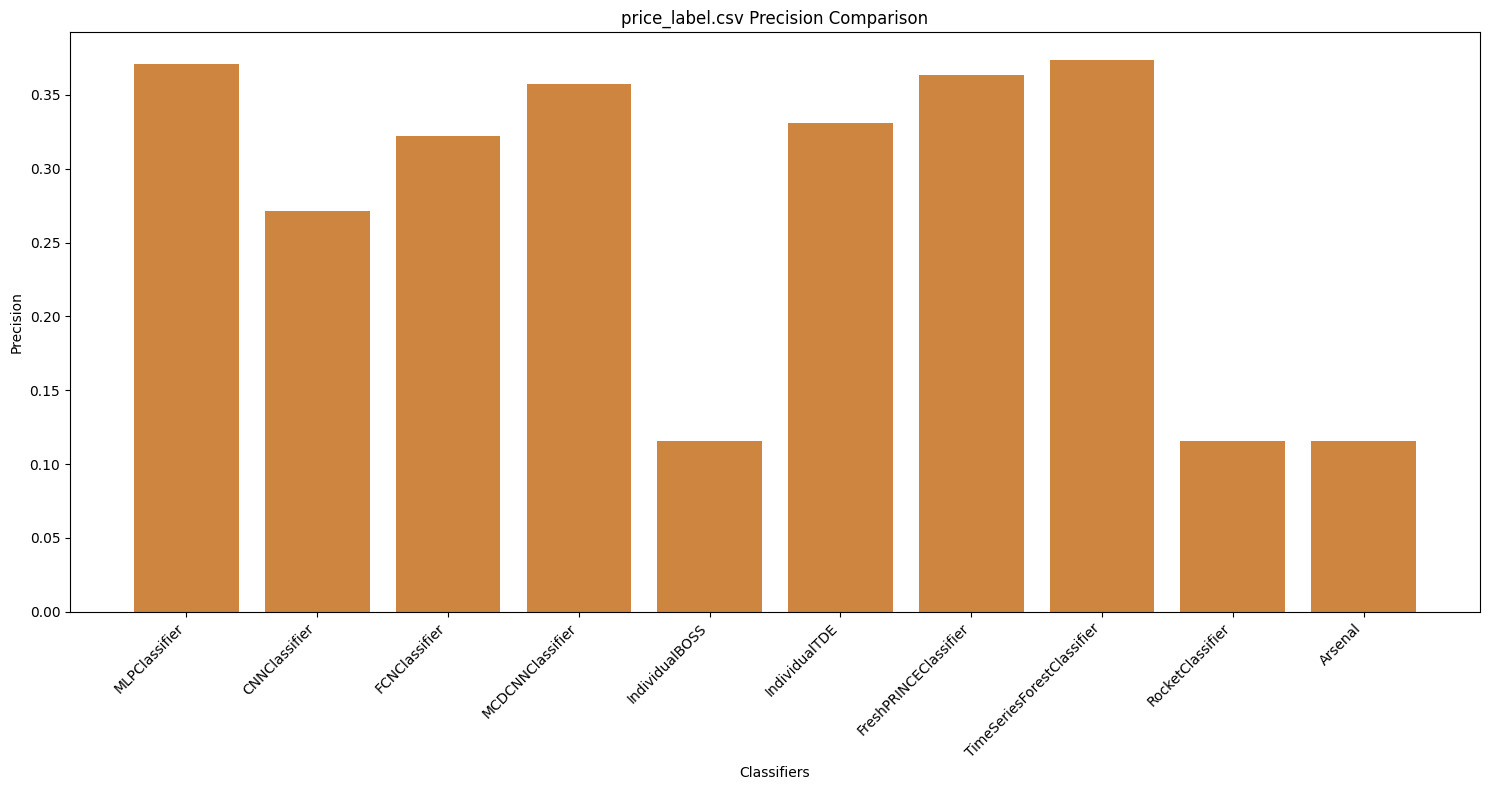 price_label.csv Precision Comparison
Precision
0.35
0.30
0.25
0.20
0.15
0.10
0.05
0.00
MLPClassifier
CNNClassifier
FCNClassifier
MCDCNNClassifier
IndividualBOSS
IndividualTDE
FreshPRINCEClassifier
TimeSeriesForestClassifier
RocketClassifier
Arsenal
Classifiers